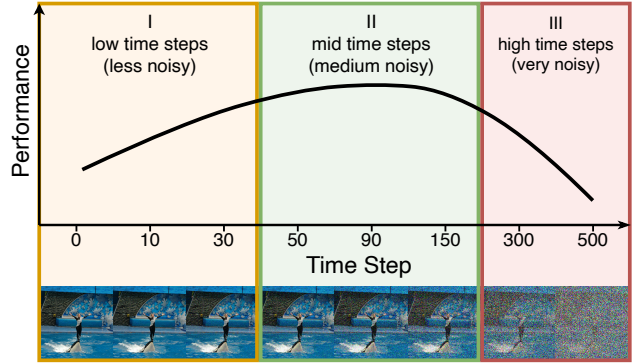 I
low time steps
(less noisy)
II
mid time steps
(medium noisy)
III
high time steps
(very noisy)
Performance
0 10 30 50 90 150 300 500
Time Step